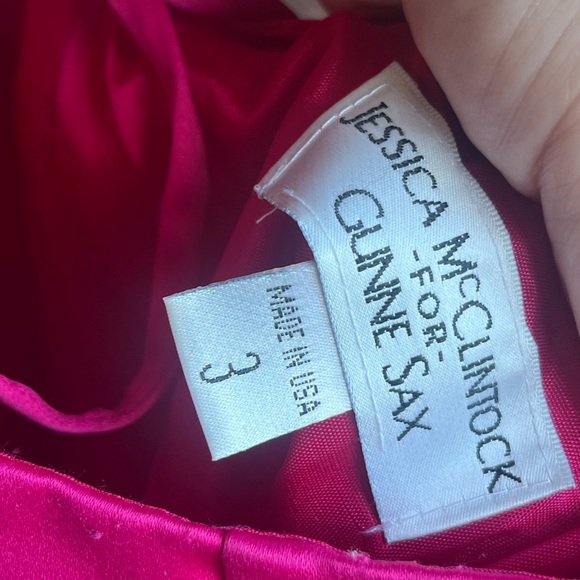 JESSICA McCLINTOCK
-FOR-
GUNNE SAX
MADE IN USA
3